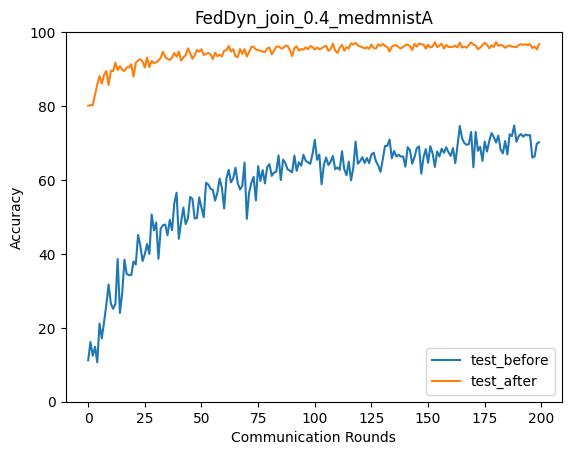 FedDyn_join_0.4_medmnistA
Accuracy
100
80
60
40
20
0
0 25 50 75 100 125 150 175 200
Communication Rounds
test_before
test_after